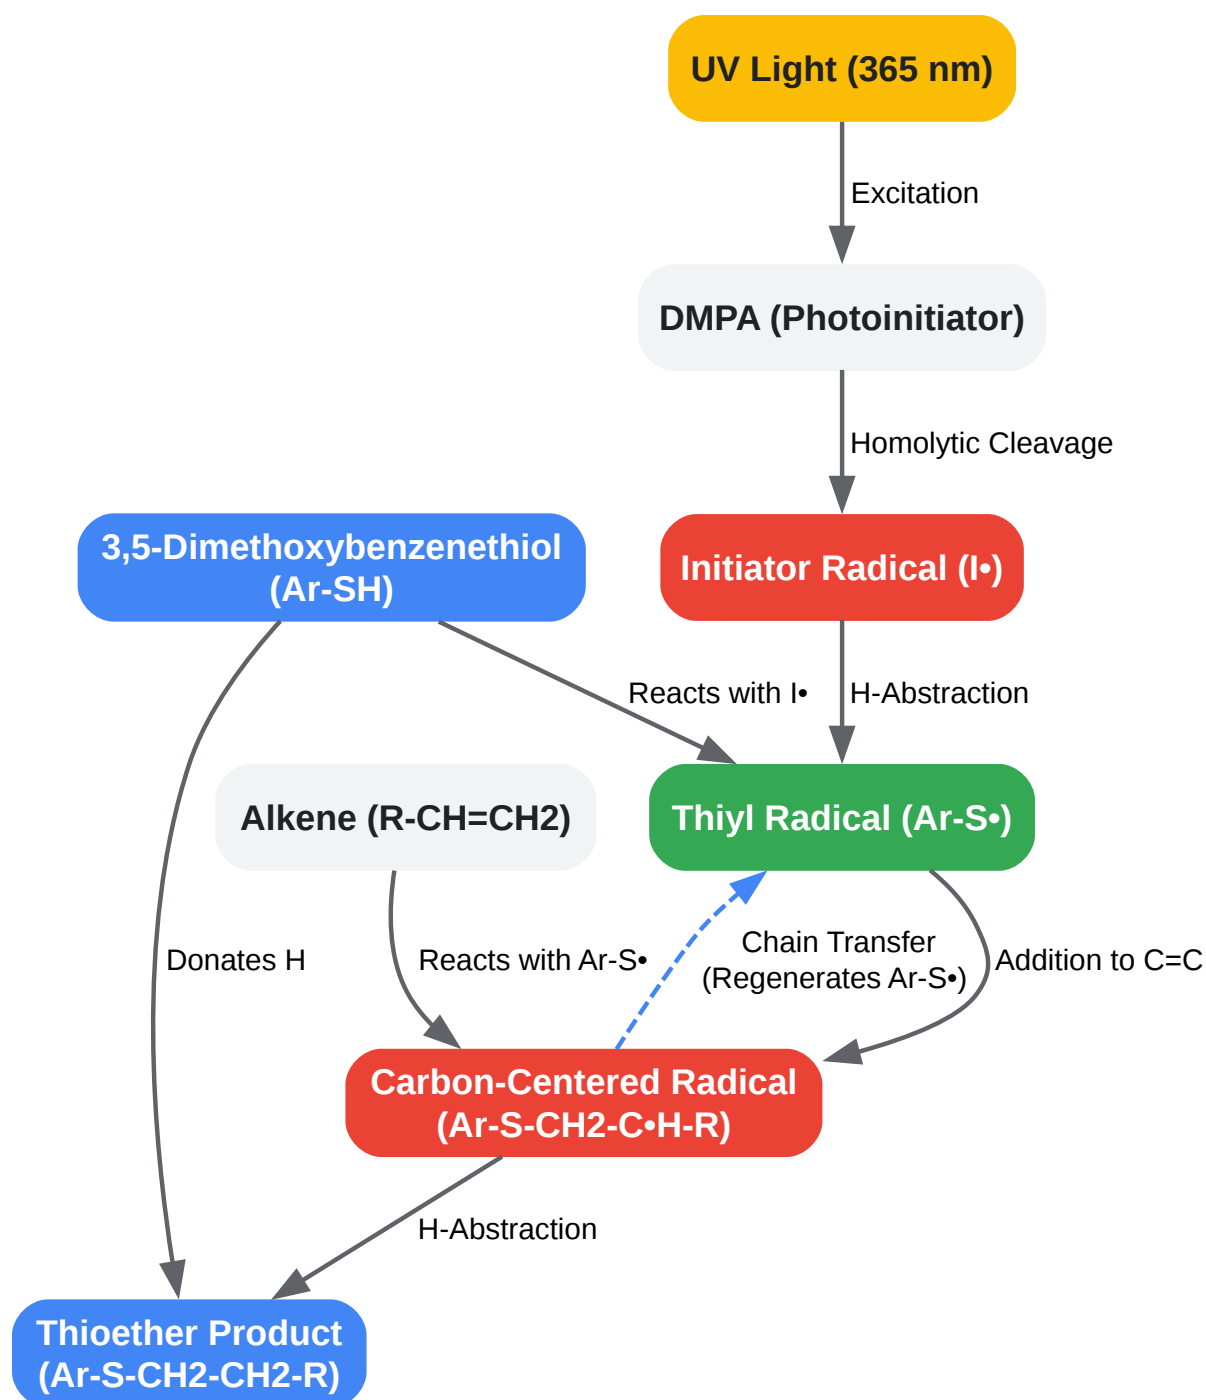 UV Light (365 nm)
Excitation
DMPA (Photoinitiator)
Homolytic Cleavage
3,5-Dimethoxybenzenethiol
(Ar-SH)
Initiator Radical (I•)
Reacts with I•
H-Abstraction
Alkene (R-CH=CH2)
Thiyl Radical (Ar-S•)
Donates H
Reacts with Ar-S•
Chain Transfer
(Regenerates Ar-S•)
Addition to C=C
Carbon-Centered Radical
(Ar-S-CH2-C•H-R)
H-Abstraction
Thioether Product
(Ar-S-CH2-CH2-R)